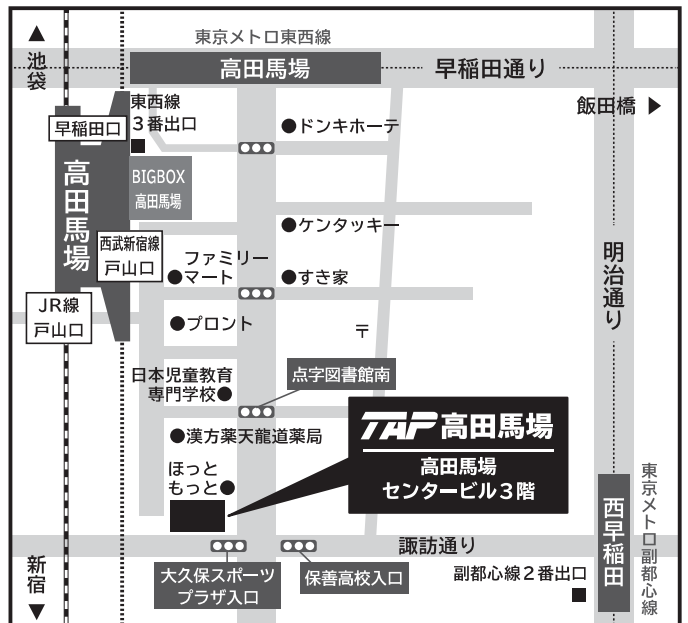 ▲
池袋
東京メトロ東西線
高田馬場
早稲田通り
飯田橋 ▶
東西線
3番出口
早稲田口
●ドンキホーテ
高田馬場
BIGBOX
高田馬場
●ケンタッキー
西武新宿線
戸山口
ファミリー
●マート
●すき家
明治通り
JR線
戸山口
●プロント
〒
日本児童教育
専門学校●
点字図書館南
●漢方薬天龍道薬局
TAP高田馬場
高田馬場
センタービル3階
ほっと
もっと●
西早稲田
東京メトロ副都心線
諏訪通り
新宿
▼
大久保スポーツ
プラザ入口
保善高校入口
副都心線2番出口